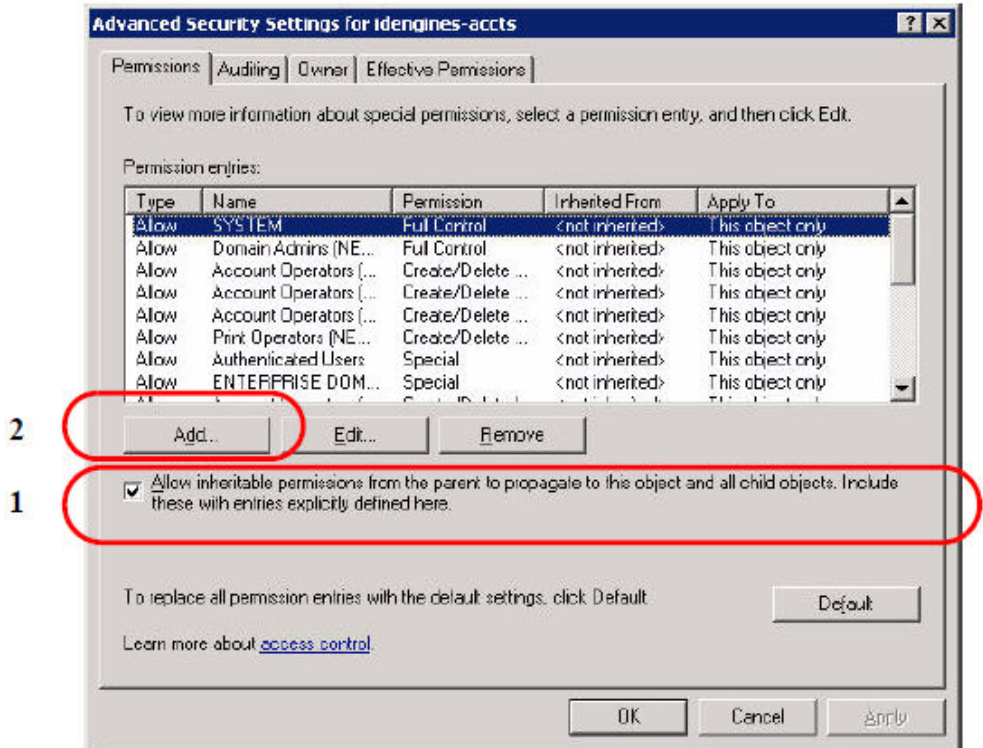 Advanced Security Settings for idengines-accts
Permissions Auditing Owner Effective Permissions
To view more information about special permissions, select a permission entry, and then click Edit.
Permission entries:
Type Name Permission Inherited From Apply To
Allow SYSTEM Full Control <not inherited> This object only
Allow Domain Admins (NE... Full Control <not inherited> This object only
Allow Account Operators (... Create/Delete ... <not inherited> This object only
Allow Account Operators (... Create/Delete ... <not inherited> This object only
Allow Account Operators (... Create/Delete ... <not inherited> This object only
Allow Print Operators (NE... Create/Delete ... <not inherited> This object only
Allow Authenticated Users Special <not inherited> This object only
Allow ENTERPRISE DOM... Special <not inherited> This object only
2
Add... Edit... Remove
1
Allow inheritable permissions from the parent to propagate to this object and all child objects. Include
these with entries explicitly defined here.
To replace all permission entries with the default settings, click Default.
Default
Learn more about access control.
OK Cancel Apply